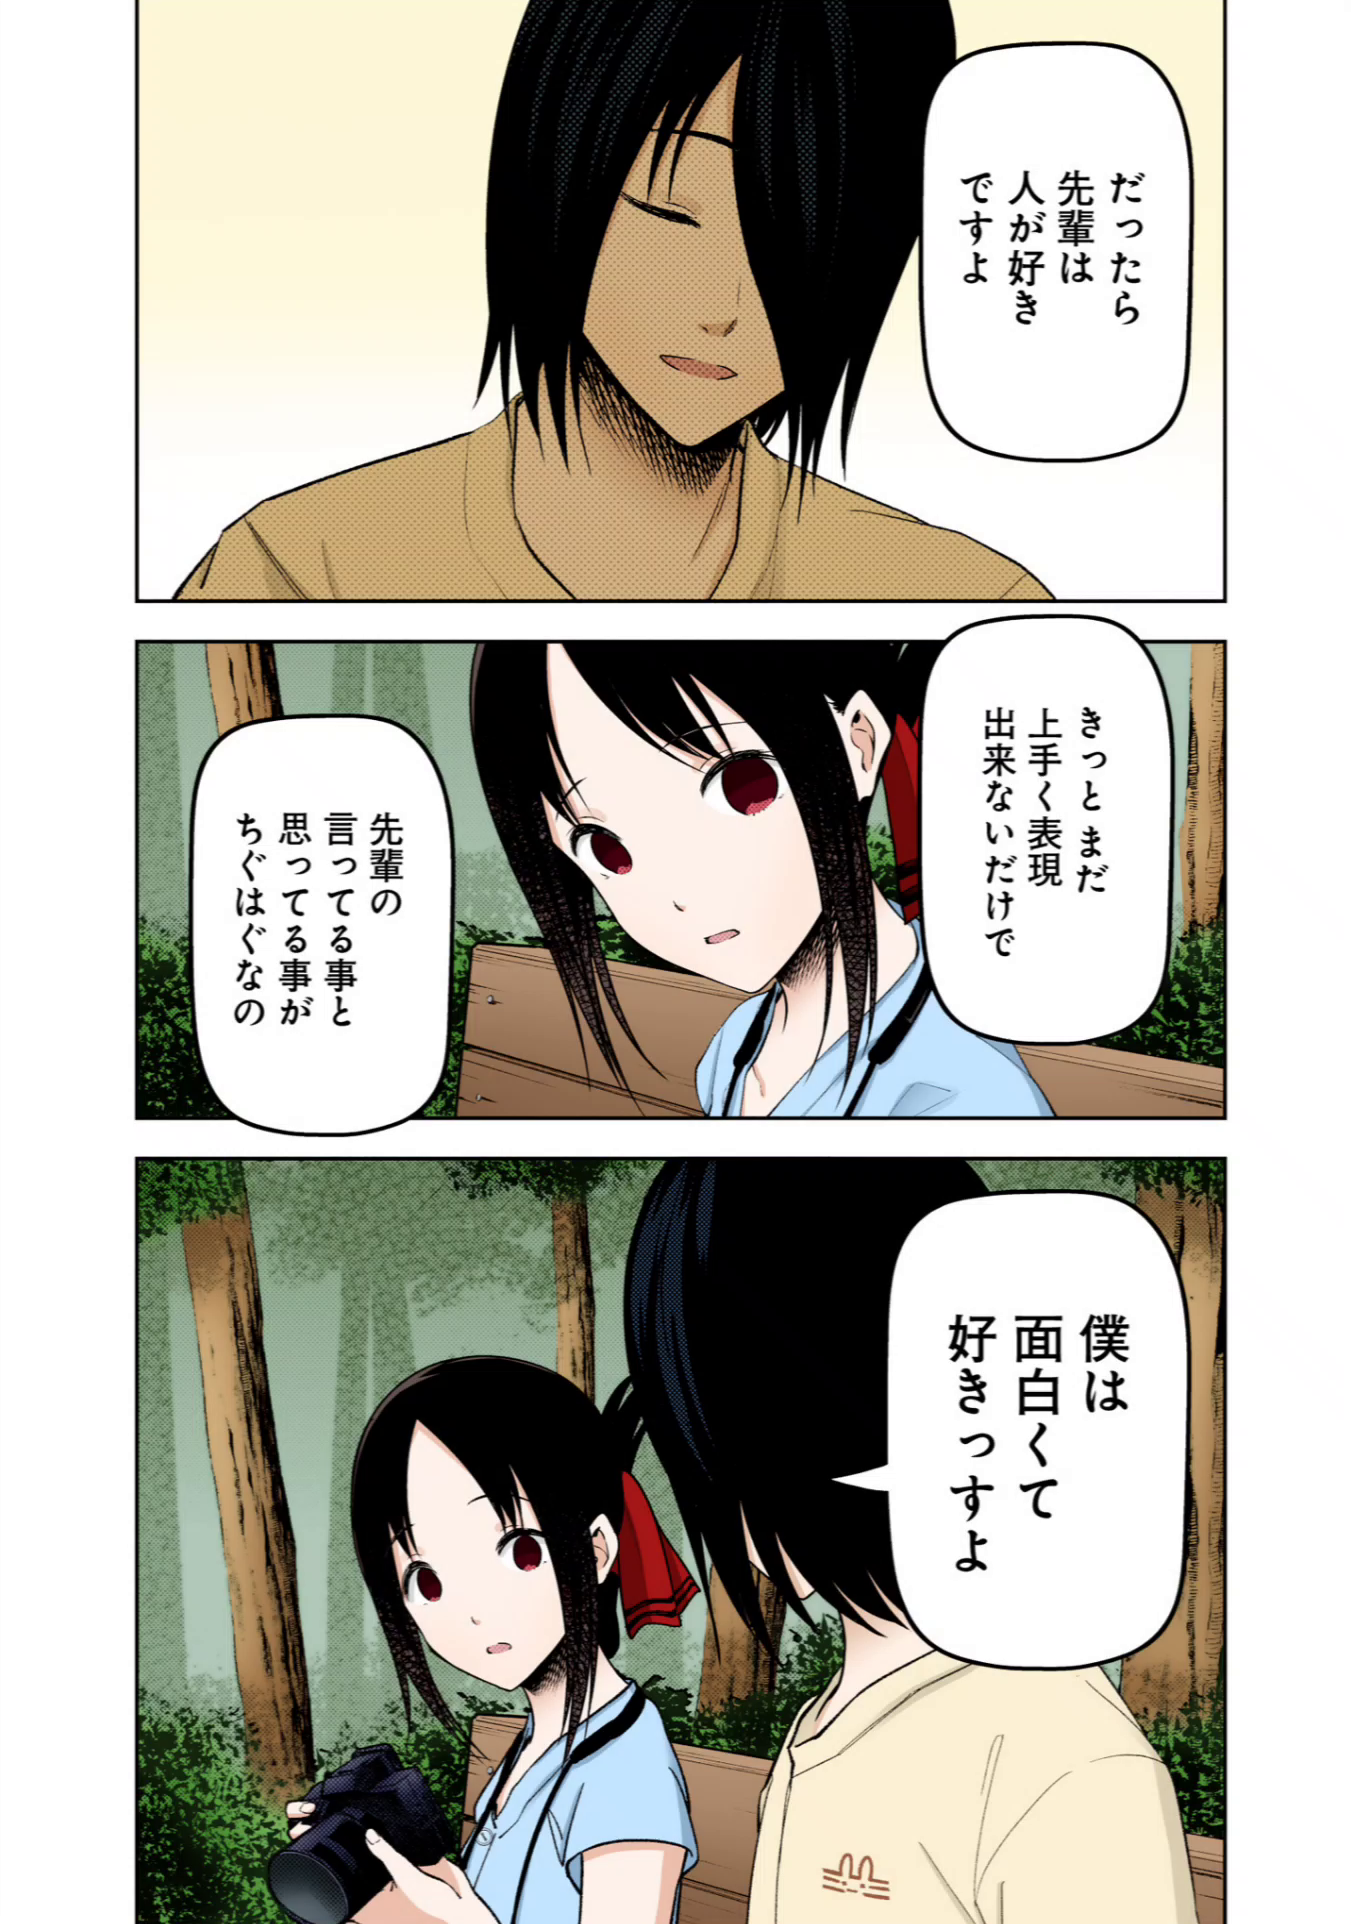 だったら
先輩は
人が好き
ですよ
きっとまだ
上手く表現
出来ないだけで
先輩の
言ってる事と
思ってる事が
ちぐはぐなの
僕は
面白くて
好きっすよ